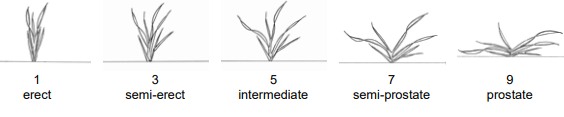 1 3 5 7 9
erect semi-erect intermediate semi-prostate prostate